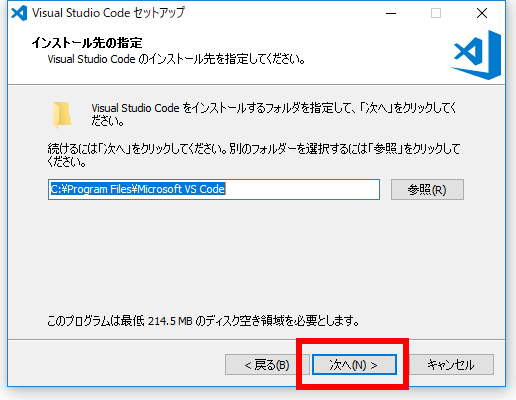 Visual Studio Code セットアップ
インストール先の指定
Visual Studio Code のインストール先を指定してください。
Visual Studio Code をインストールするフォルダを指定して、「次へ」をクリックしてく
ださい。
続けるには「次へ」をクリックしてください。別のフォルダーを選択するには「参照」をクリックして
ください。
C:¥Program Files¥Microsoft VS Code
参照(R)
このプログラムは最低 214.5 MB のディスク空き領域を必要とします。
< 戻る(B)
次へ(N) >
キャンセル